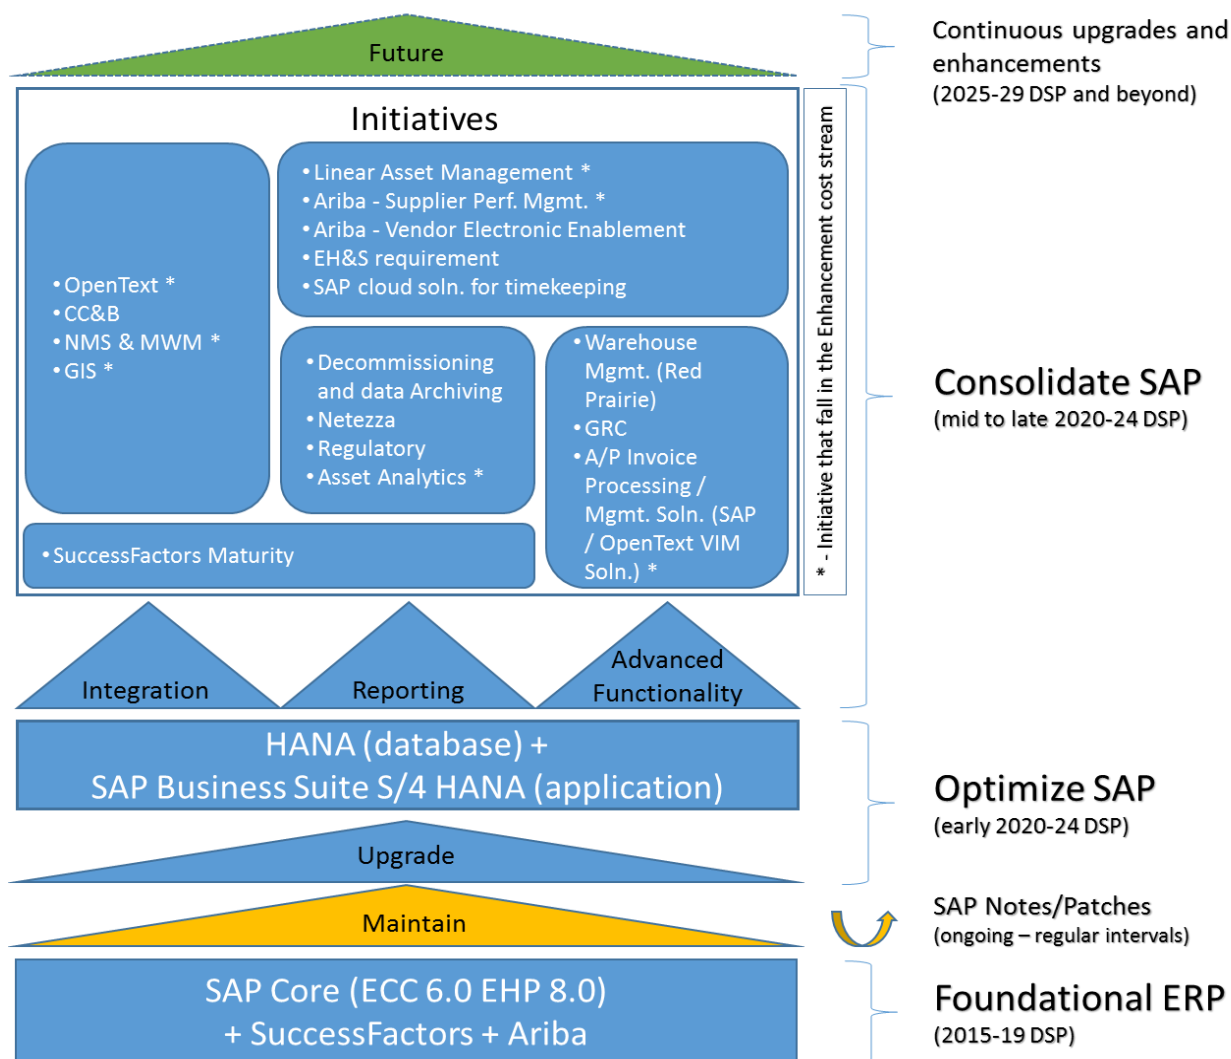 Future
Continuous upgrades and
enhancements
(2025-29 DSP and beyond)
Initiatives
• OpenText *
• CC&B
• NMS & MWM *
• GIS *
• Linear Asset Management *
• Ariba - Supplier Perf. Mgmt. *
• Ariba - Vendor Electronic Enablement
• EH&S requirement
• SAP cloud soln. for timekeeping
• Decommissioning
and data Archiving
• Netezza
• Regulatory
• Asset Analytics *
• Warehouse
Mgmt. (Red
Prairie)
• GRC
• A/P Invoice
Processing /
Mgmt. Soln. (SAP
/ OpenText VIM
Soln.) *
• SuccessFactors Maturity
* - Initiative that fall in the Enhancement cost stream
Consolidate SAP
(mid to late 2020-24 DSP)
Integration
Reporting
Advanced
Functionality
HANA (database) +
SAP Business Suite S/4 HANA (application)
Optimize SAP
(early 2020-24 DSP)
Upgrade
Maintain
SAP Notes/Patches
(ongoing – regular intervals)
SAP Core (ECC 6.0 EHP 8.0)
+ SuccessFactors + Ariba
Foundational ERP
(2015-19 DSP)